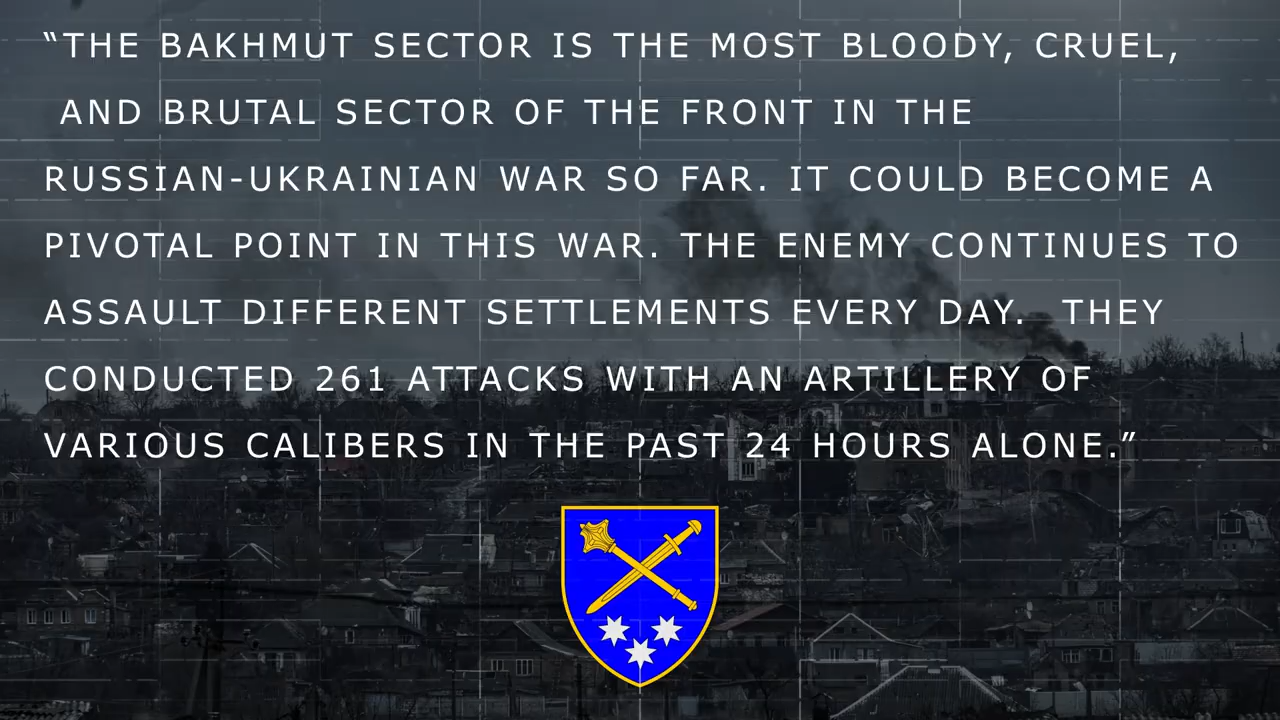 “THE BAKHMUT SECTOR IS THE MOST BLOODY, CRUEL,
AND BRUTAL SECTOR OF THE FRONT IN THE
RUSSIAN-UKRAINIAN WAR SO FAR. IT COULD BECOME A
PIVOTAL POINT IN THIS WAR. THE ENEMY CONTINUES TO
ASSAULT DIFFERENT SETTLEMENTS EVERY DAY. THEY
CONDUCTED 261 ATTACKS WITH AN ARTILLERY OF
VARIOUS CALIBERS IN THE PAST 24 HOURS ALONE.”